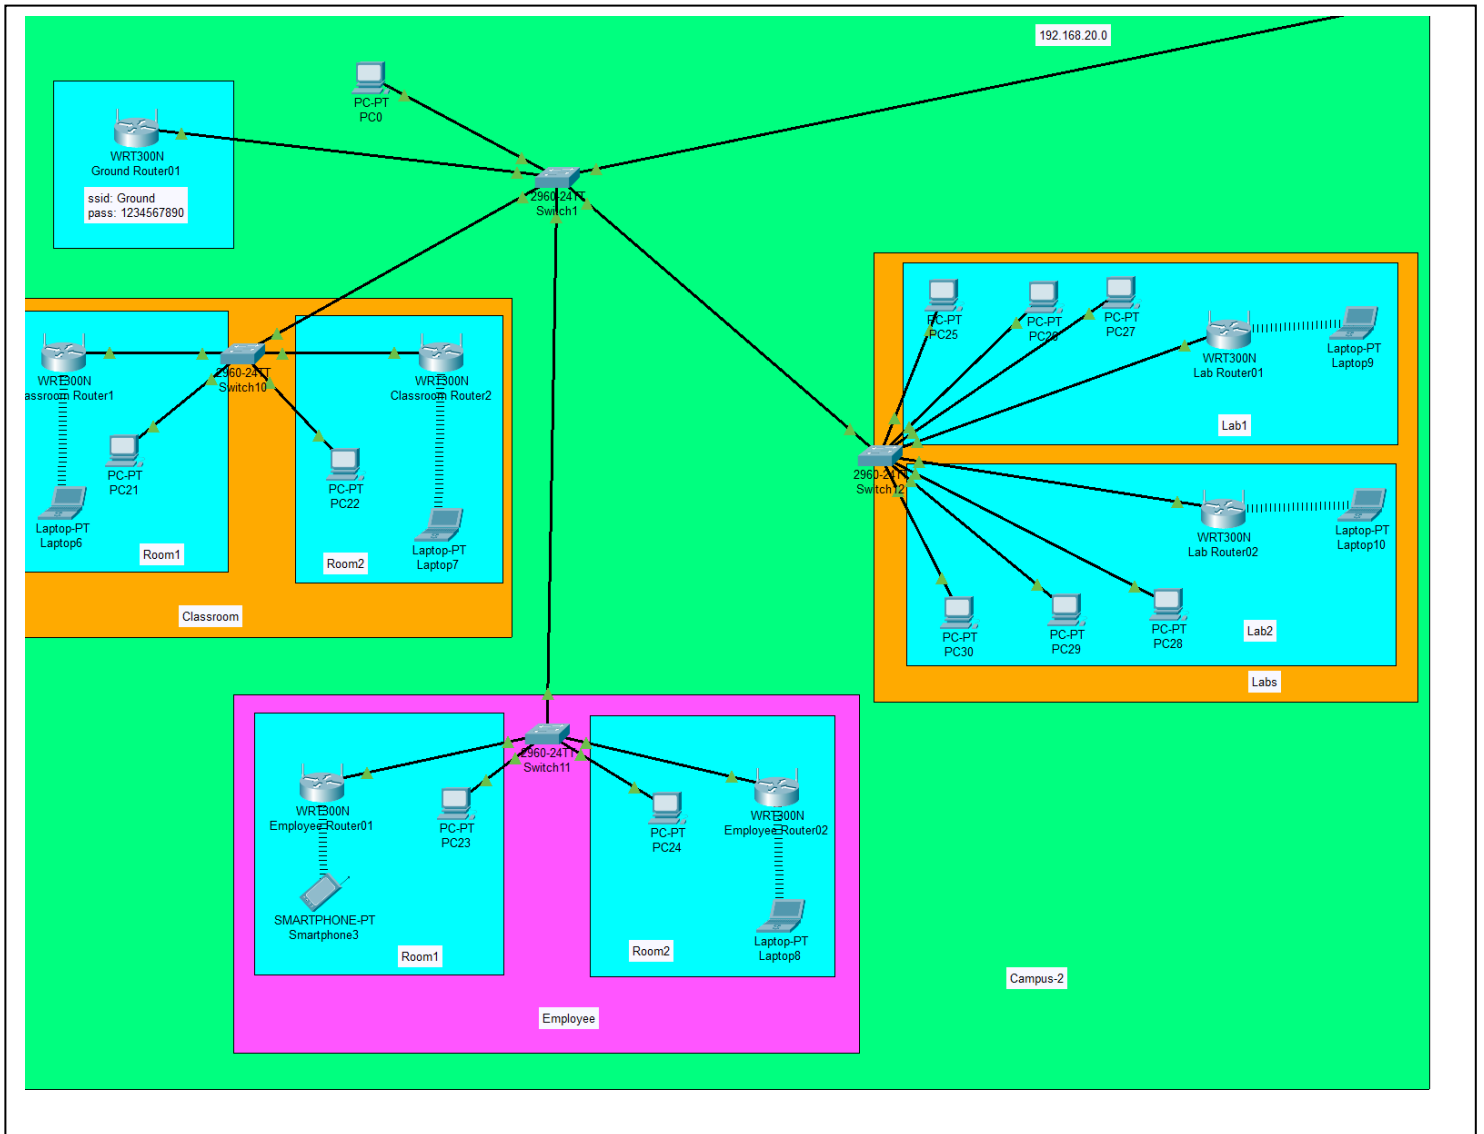 192.168.20.0
PC-PT
PC0
WRT300N
Ground Router01
ssid: Ground
pass: 1234567890
2960-24TT
Switch1
WRT300N
assroom Router1
2960-24TT
Switch10
WRT300N
Classroom Router2
PC-PT
PC21
PC-PT
PC22
Laptop-PT
Laptop6
Room1
Room2
Laptop-PT
Laptop7
Classroom
PC-PT
PC25
PC-PT
PC26
PC-PT
PC27
WRT300N
Lab Router01
Laptop-PT
Laptop9
Lab1
2960-24TT
Switch12
WRT300N
Lab Router02
Laptop-PT
Laptop10
PC-PT
PC30
PC-PT
PC29
PC-PT
PC28
Lab2
Labs
2960-24TT
Switch11
WRT300N
Employee Router01
PC-PT
PC23
PC-PT
PC24
WRT300N
Employee Router02
SMARTPHONE-PT
Smartphone3
Room1
Room2
Laptop-PT
Laptop8
Employee
Campus-2